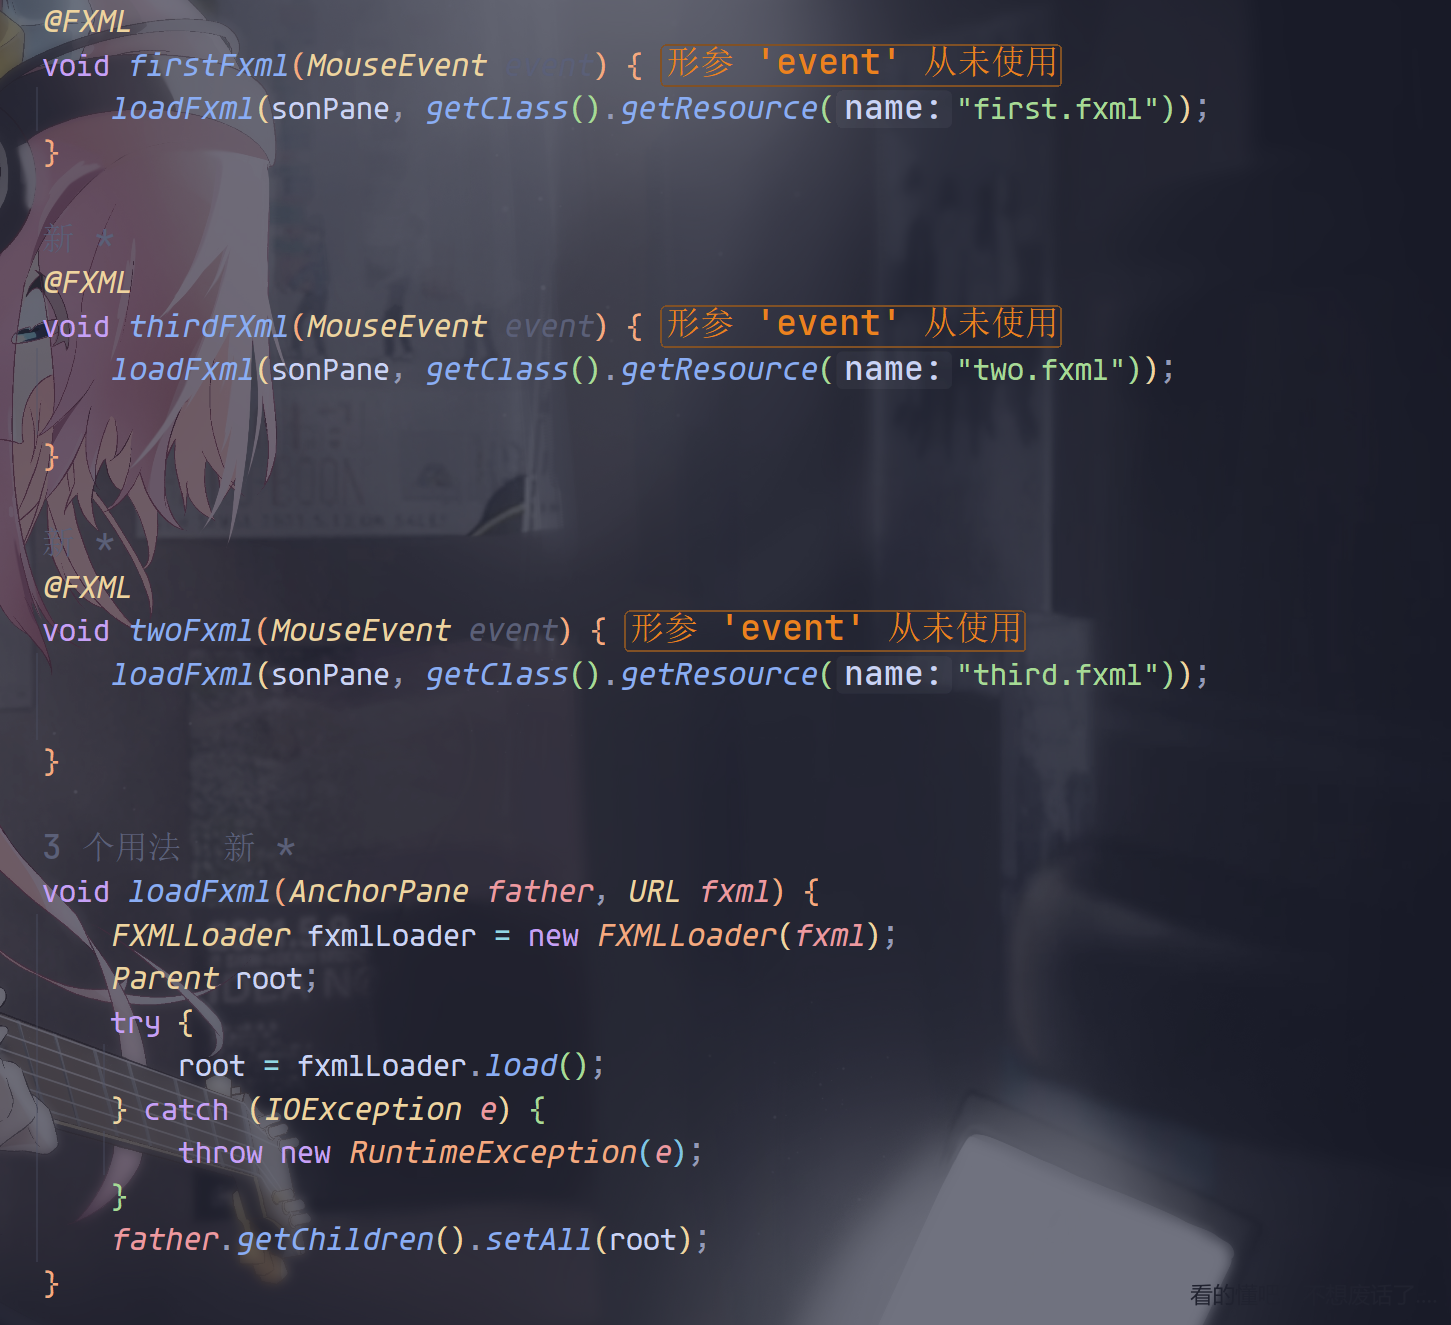 @FXML
void firstFxml(MouseEvent event) { 形参 'event' 从未使用
loadFxml(sonPane, getClass().getResource( name: "first.fxml"));
}
新 *
@FXML
void thirdFXml(MouseEvent event) { 形参 'event' 从未使用
loadFxml(sonPane, getClass().getResource( name: "two.fxml"));
}
新 *
@FXML
void twoFxml(MouseEvent event) { 形参 'event' 从未使用
loadFxml(sonPane, getClass().getResource( name: "third.fxml"));
}
3 个用法 新 *
void loadFxml(AnchorPane father, URL fxml) {
FXMLLoader fxmlLoader = new FXMLLoader(fxml);
Parent root;
try {
root = fxmlLoader.load();
} catch (IOException e) {
throw new RuntimeException(e);
}
father.getChildren().setAll(root);
}
看的